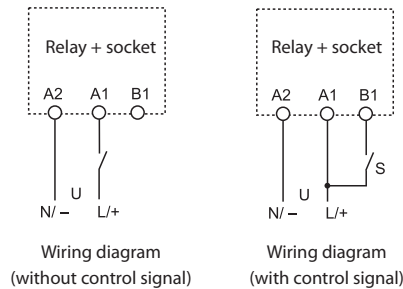 Relay + socket
A2 A1 B1
U
N/ – L/+
Wiring diagram
(without control signal)
Relay + socket
A2 A1 B1
S
U
N/ – L/+
Wiring diagram
(with control signal)